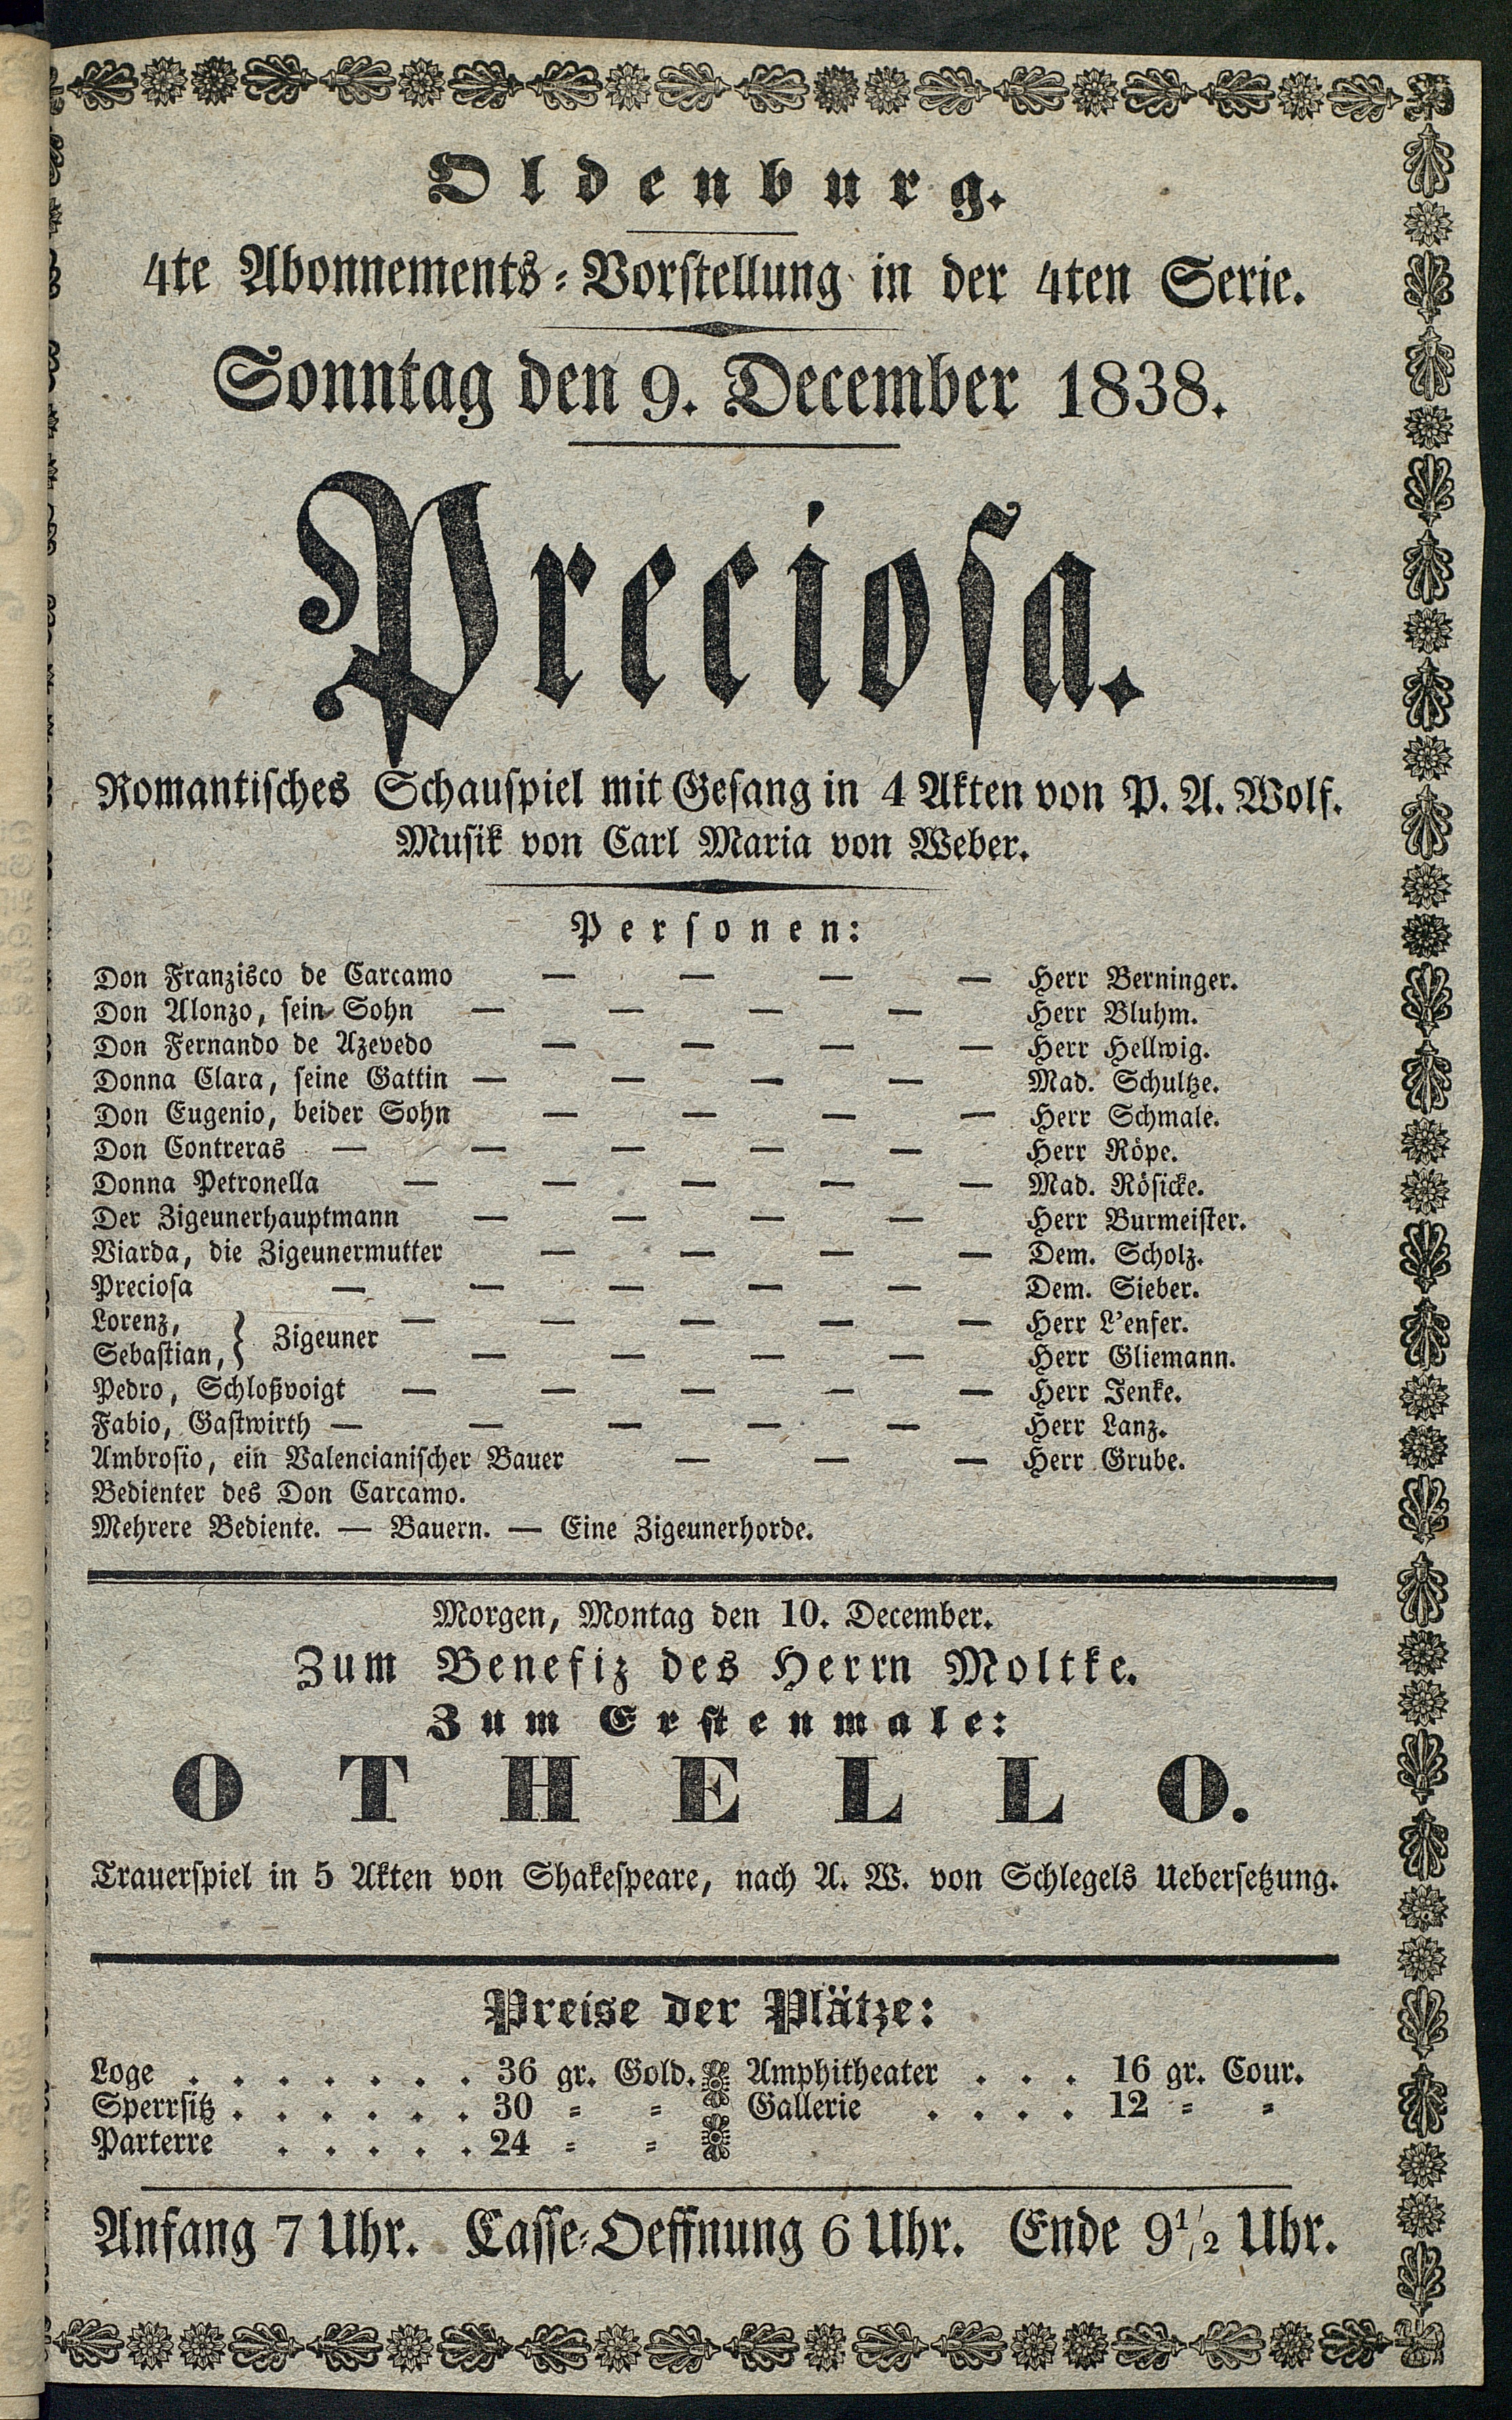 Oldenburg.
4te Abonnements-Vorstellung in der 4ten Serie.
Sonntag den 9. December 1838.
Preciosa.
Romantisches Schauspiel mit Gesang in 4 Akten von P. A. Wolf.
Musik von Carl Maria von Weber.
Personen:
Don Franzisco de Carcamo — — — — Herr Berninger.
Don Alonzo, sein Sohn — — — — Herr Bluhm.
Don Fernando de Azevedo — — — — Herr Hellwig.
Donna Clara, seine Gattin — — — — Mad. Schultze.
Don Eugenio, beider Sohn — — — — Herr Schmale.
Don Contreras — — — — — Herr Röpe.
Donna Petronella — — — — — Mad. Rösicke.
Der Zigeunerhauptmann — — — — Herr Burmeister.
Viarda, die Zigeunermutter — — — — Dem. Scholz.
Preciosa — — — — — Dem. Sieber.
Lorenz, } Zigeuner — — — — — Herr L'enfer.
Sebastian, } — — — — Herr Gliemann.
Pedro, Schloßvoigt — — — — — Herr Jenke.
Fabio, Gastwirth — — — — — Herr Lanz.
Ambrosio, ein Valencianischer Bauer — — — Herr Grube.
Bedienter des Don Carcamo.
Mehrere Bediente. — Bauern. — Eine Zigeunerhorde.
Morgen, Montag den 10. December.
Zum Benefiz des Herrn Moltke.
Zum Erstenmale:
OTHELLO.
Trauerspiel in 5 Akten von Shakespeare, nach A. W. von Schlegels Uebersetzung.
Preise der Plätze:
Loge . . . . . . . 36 gr. Gold. Amphitheater . . . 16 gr. Cour.
Sperrsitz . . . . . . 30 = = Gallerie . . . . 12 = =
Parterre . . . . . 24 = =
Anfang 7 Uhr. Casse-Oeffnung 6 Uhr. Ende 9 1/2 Uhr.